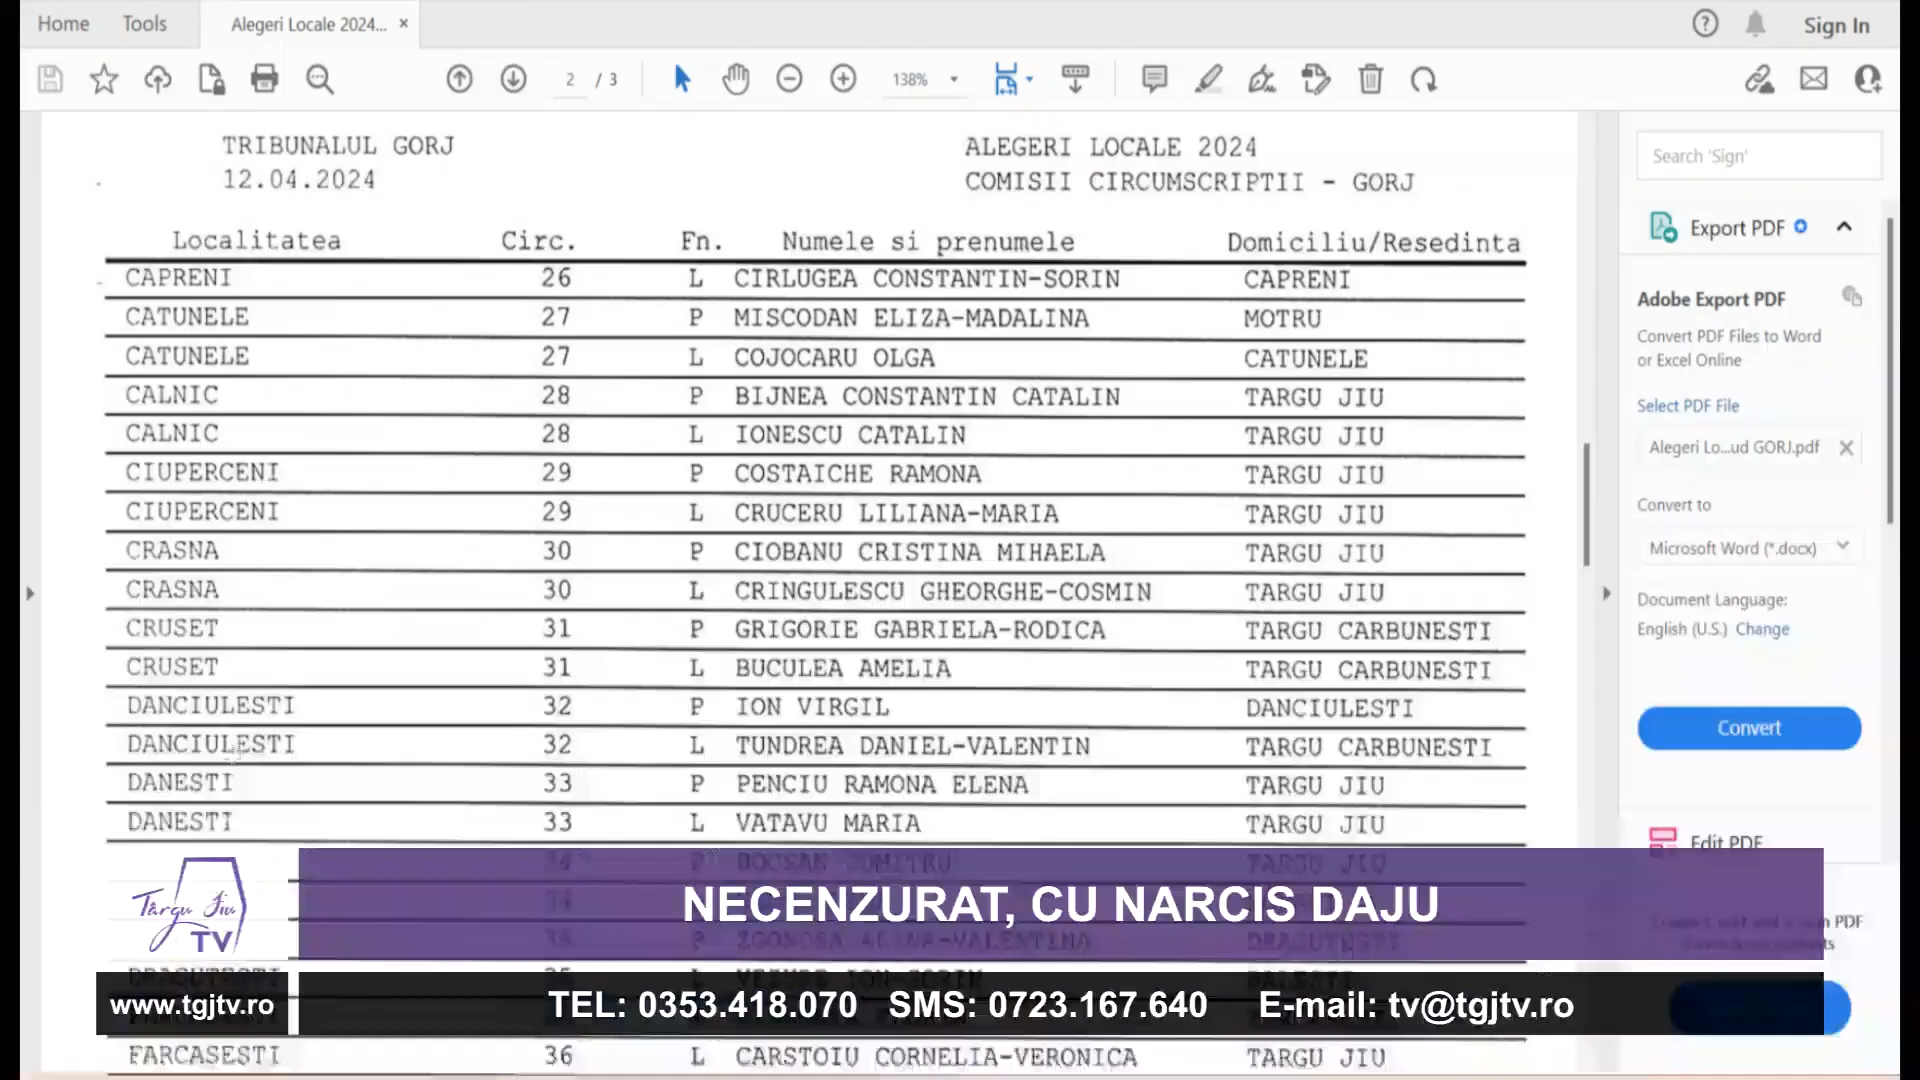 Home Tools Alegeri Locale 2024... × Sign In
2 / 3 138%
TRIBUNALUL GORJ ALEGERI LOCALE 2024
12.04.2024 COMISII CIRCUMSCRIPTII - GORJ
Localitatea Circ. Fn. Numele si prenumele Domiciliu/Resedinta
CAPRENI 26 L CIRLUGEA CONSTANTIN-SORIN CAPRENI
CATUNELE 27 P MISCODAN ELIZA-MADALINA MOTRU
CATUNELE 27 L COJOCARU OLGA CATUNELE
CALNIC 28 P BIJNEA CONSTANTIN CATALIN TARGU JIU
CALNIC 28 L IONESCU CATALIN TARGU JIU
CIUPERCENI 29 P COSTAICHE RAMONA TARGU JIU
CIUPERCENI 29 L CRUCERU LILIANA-MARIA TARGU JIU
CRASNA 30 P CIOBANU CRISTINA MIHAELA TARGU JIU
CRASNA 30 L CRINGULESCU GHEORGHE-COSMIN TARGU JIU
CRUSET 31 P GRIGORIE GABRIELA-RODICA TARGU CARBUNESTI
CRUSET 31 L BUCULEA AMELIA TARGU CARBUNESTI
DANCIULESTI 32 P ION VIRGIL DANCIULESTI
DANCIULESTI 32 L TUNDREA DANIEL-VALENTIN TARGU CARBUNESTI
DANESTI 33 P PENCIU RAMONA ELENA TARGU JIU
DANESTI 33 L VATAVU MARIA TARGU JIU
34 P BOCSAN DUMITRU TARGU JIU
FARCASESTI 36 L CARSTOIU CORNELIA-VERONICA TARGU JIU
Search 'Sign'
Export PDF
Adobe Export PDF
Convert PDF Files to Word
or Excel Online
Select PDF File
Alegeri Lo...ud GORJ.pdf
Convert to
Microsoft Word (*.docx)
Document Language:
English (U.S.) Change
Convert
Edit PDF
Târgu Jiu
TV
NECENZURAT, CU NARCIS DAJU
www.tgjtv.ro
TEL: 0353.418.070 SMS: 0723.167.640 E-mail: tv@tgjtv.ro